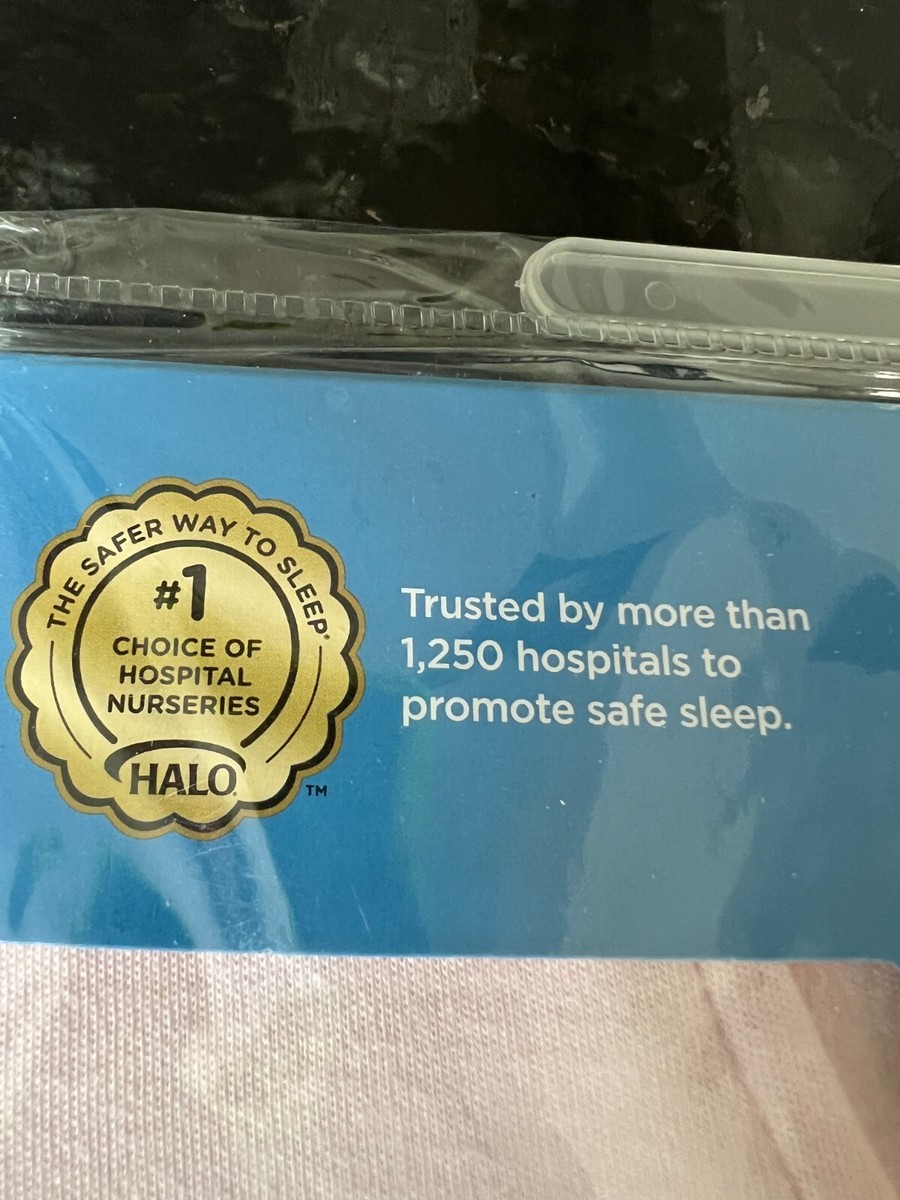 THE SAFER WAY TO SLEEP®
#1
CHOICE OF
HOSPITAL
NURSERIES
HALO®
TM
Trusted by more than
1,250 hospitals to
promote safe sleep.